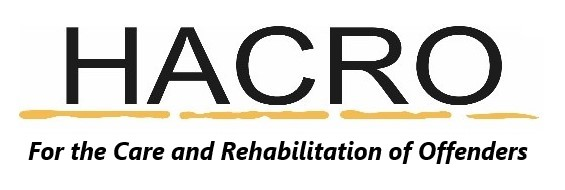 HACRO
For the Care and Rehabilitation of Offenders